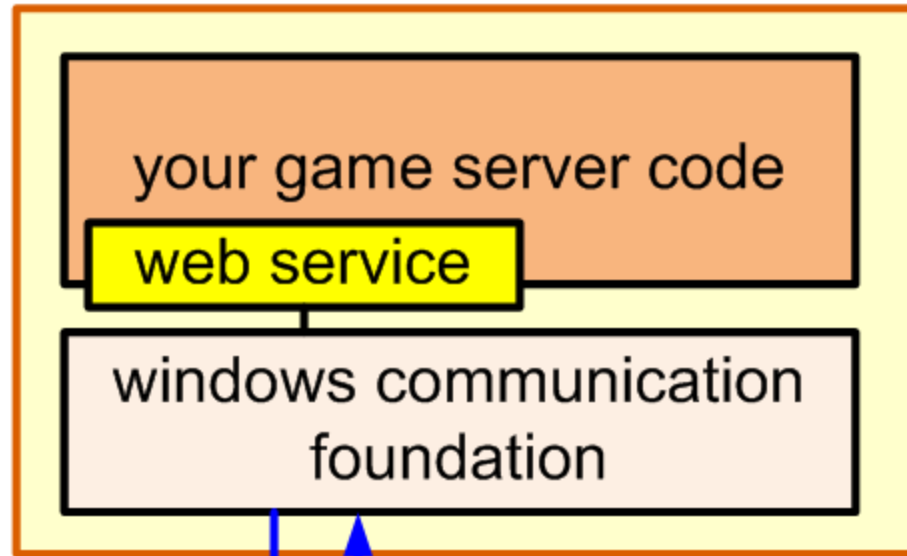 your game server code
web service
windows communication
foundation